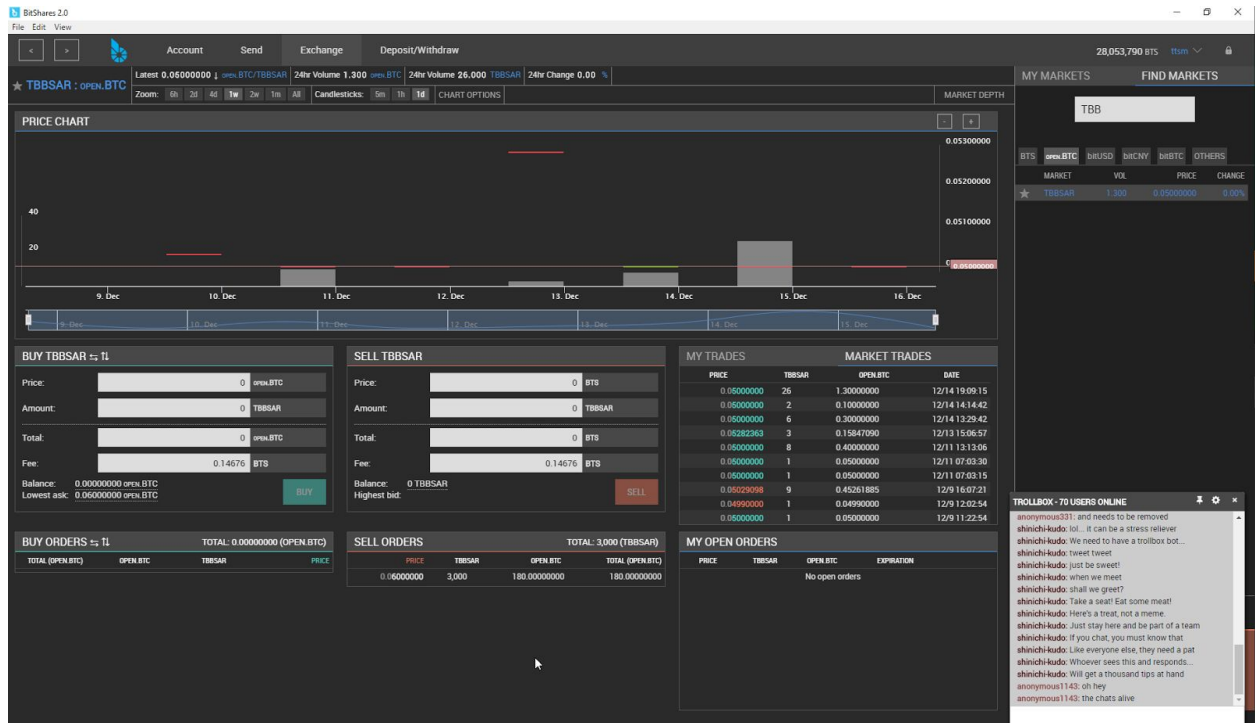 BitShares 2.0
File Edit View
< > Account Send Exchange Deposit/Withdraw 28,053,790 BTS ttsm
TBBSAR : OPEN.BTC
Latest 0.05000000 ↓ OPEN.BTC/TBBSAR 24hr Volume 1.300 OPEN.BTC 24hr Volume 26.000 TBBSAR 24hr Change 0.00 %
Zoom: 6h 2d 4d 1w 2w 1m All Candlesticks: 5m 1h 1d CHART OPTIONS MARKET DEPTH
PRICE CHART - +
0.05300000
0.05200000
40
0.05100000
20
0.05000000
9. Dec 10. Dec 11. Dec 12. Dec 13. Dec 14. Dec 15. Dec 16. Dec
9. Dec 10. Dec 11. Dec 12. Dec 13. Dec 14. Dec 15. Dec
BUY TBBSAR ⇆ ⇅
Price: 0 OPEN.BTC
Amount: 0 TBBSAR
Total: 0 OPEN.BTC
Fee: 0.14676 BTS
Balance: 0.00000000 OPEN.BTC
Lowest ask: 0.06000000 OPEN.BTC
BUY
SELL TBBSAR
Price: 0 BTS
Amount: 0 TBBSAR
Total: 0 BTS
Fee: 0.14676 BTS
Balance: 0 TBBSAR
Highest bid:
SELL
MY TRADES MARKET TRADES
PRICE TBBSAR OPEN.BTC DATE
0.05000000 26 1.30000000 12/14 19:09:15
0.05000000 2 0.10000000 12/14 14:14:42
0.05000000 6 0.30000000 12/14 13:29:42
0.05282363 3 0.15847090 12/13 15:06:57
0.05000000 8 0.40000000 12/11 13:13:06
0.05000000 1 0.05000000 12/11 07:03:30
0.05000000 1 0.05000000 12/11 07:03:15
0.05029098 9 0.45261885 12/9 16:07:21
0.04990000 1 0.04990000 12/9 12:02:54
0.05000000 1 0.05000000 12/9 11:22:54
BUY ORDERS ⇆ ⇅ TOTAL: 0.00000000 (OPEN.BTC)
TOTAL (OPEN.BTC) OPEN.BTC TBBSAR PRICE
SELL ORDERS TOTAL: 3,000 (TBBSAR)
PRICE TBBSAR OPEN.BTC TOTAL (OPEN.BTC)
0.06000000 3,000 180.00000000 180.00000000
MY OPEN ORDERS
PRICE TBBSAR OPEN.BTC EXPIRATION
No open orders
MY MARKETS FIND MARKETS
TBB
BTS OPEN.BTC bitUSD bitCNY bitBTC OTHERS
MARKET VOL PRICE CHANGE
TBBSAR 1.300 0.05000000 0.00%
TROLLBOX - 70 USERS ONLINE
anonymous331: and needs to be removed
shinichi-kudo: lol... it can be a stress reliever
shinichi-kudo: We need to have a trollbox bot...
shinichi-kudo: tweet tweet
shinichi-kudo: just be sweet!
shinichi-kudo: when we meet
shinichi-kudo: shall we greet?
shinichi-kudo: Take a seat! Eat some meat!
shinichi-kudo: Here's a treat, not a meme.
shinichi-kudo: Just stay here and be part of a team
shinichi-kudo: If you chat, you must know that
shinichi-kudo: Like everyone else, they need a pat
shinichi-kudo: Whoever sees this and responds...
shinichi-kudo: Will get a thousand tips at hand
anonymous1143: oh hey
anonymous1143: the chats alive